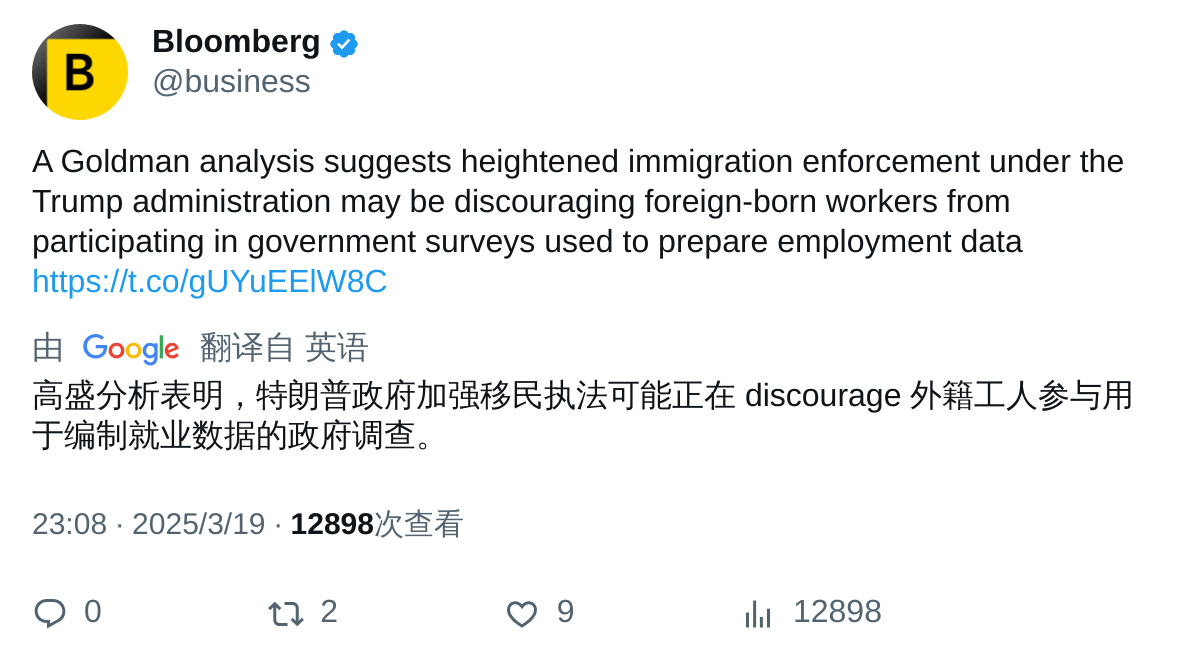 B
Bloomberg
@business
A Goldman analysis suggests heightened immigration enforcement under the
Trump administration may be discouraging foreign-born workers from
participating in government surveys used to prepare employment data
https://t.co/gUYuEElW8C
由 Google 翻译自 英语
高盛分析表明，特朗普政府加强移民执法可能正在 discourage 外籍工人参与用
于编制就业数据的政府调查。
23:08 · 2025/3/19 · 12898次查看
0 2 9 12898